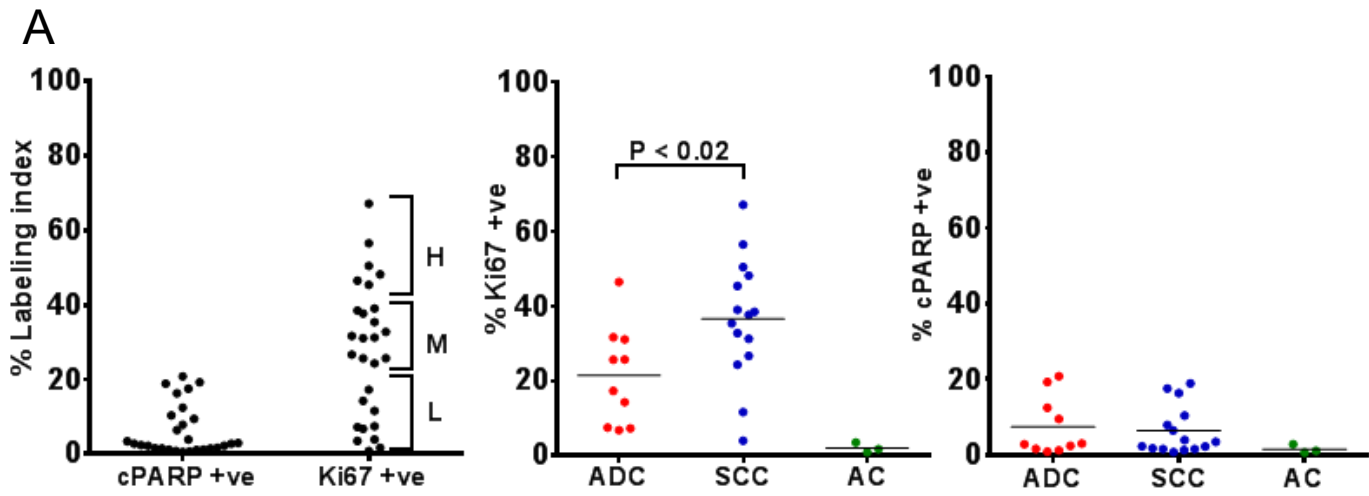 A
% Labeling index
100
80
60
40
20
0
H
M
L
cPARP +ve Ki67 +ve
% Ki67 +ve
100
80
60
40
20
0
P < 0.02
ADC SCC AC
% cPARP +ve
100
80
60
40
20
0
ADC SCC AC